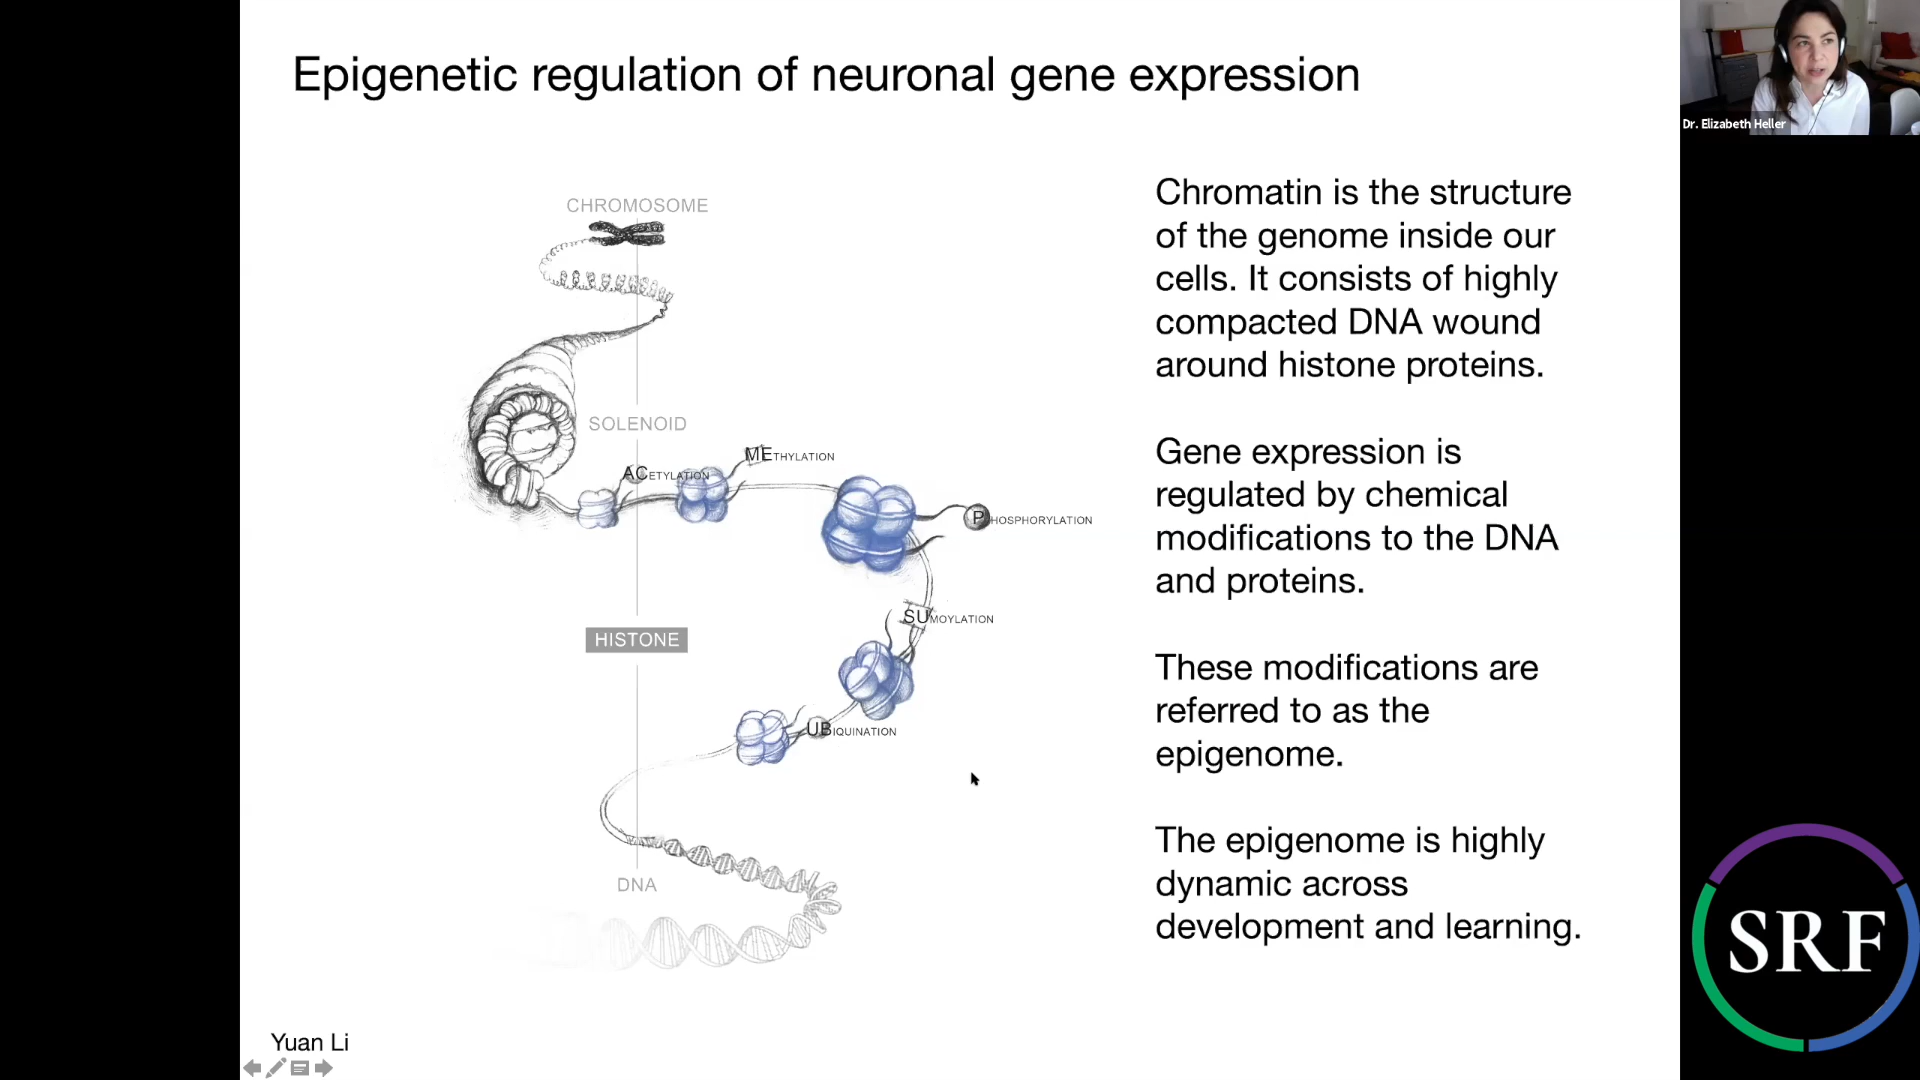 Epigenetic regulation of neuronal gene expression
Dr. Elizabeth Heller
CHROMOSOME
SOLENOID
ACETYLATION
METHYLATION
PHOSPHORYLATION
SUMOYLATION
HISTONE
UBIQUINATION
DNA
Chromatin is the structure
of the genome inside our
cells. It consists of highly
compacted DNA wound
around histone proteins.
Gene expression is
regulated by chemical
modifications to the DNA
and proteins.
These modifications are
referred to as the
epigenome.
The epigenome is highly
dynamic across
development and learning.
SRF
Yuan Li